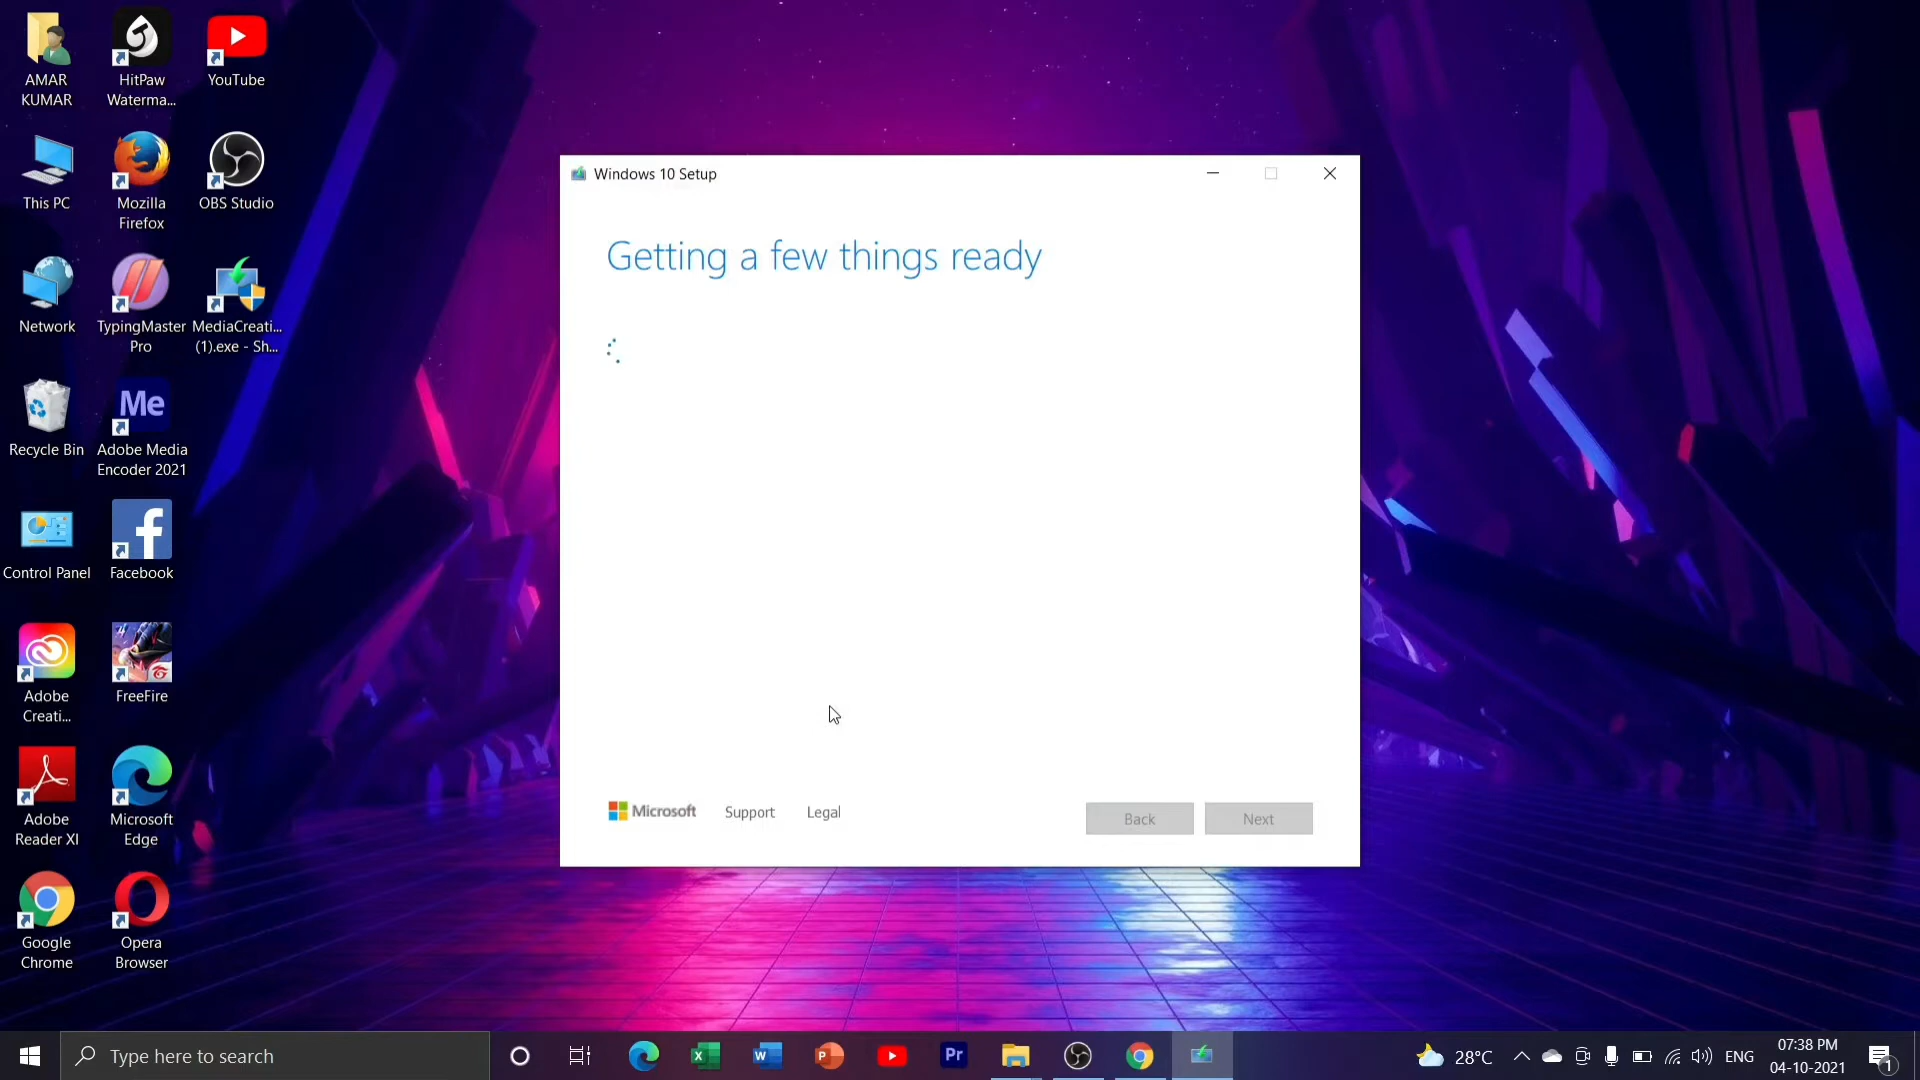 AMAR
KUMAR
HitPaw
Waterma...
YouTube
This PC
Mozilla
Firefox
OBS Studio
Network
TypingMaster
Pro
MediaCreati...
(1).exe - Sh...
Recycle Bin
Me
Adobe Media
Encoder 2021
Control Panel
Facebook
Adobe
Creati...
FreeFire
Adobe
Reader XI
Microsoft
Edge
Google
Chrome
Opera
Browser
Windows 10 Setup
Getting a few things ready
Microsoft
Support
Legal
Back
Next
Type here to search
Pr
28°C
ENG
07:38 PM
04-10-2021
1